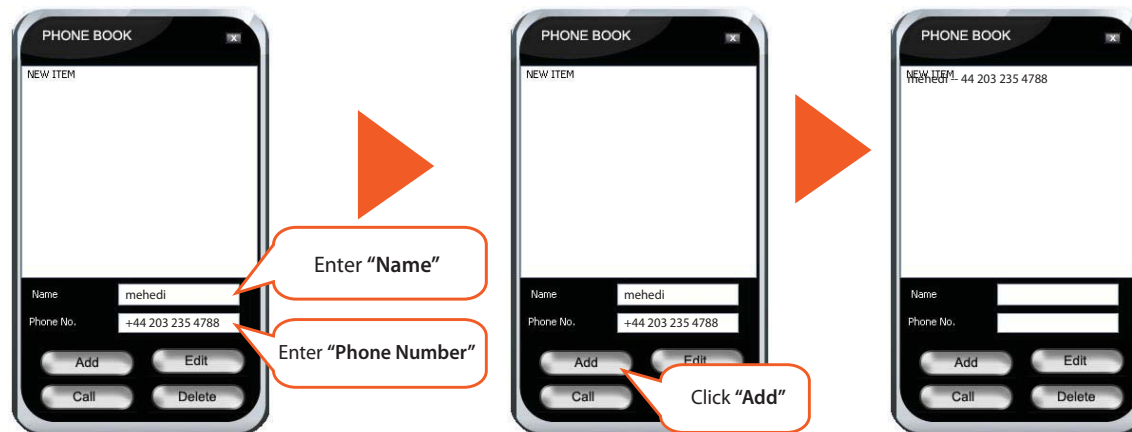 PHONE BOOK
x
NEW ITEM
Name
mehedi
Phone No.
+44 203 235 4788
Add
Edit
Call
Delete
Enter “Name”
Enter “Phone Number”
PHONE BOOK
x
NEW ITEM
Name
mehedi
Phone No.
+44 203 235 4788
Add
Edit
Call
Click “Add”
PHONE BOOK
x
NEW ITEM
mehedi – 44 203 235 4788
Name
Phone No.
Add
Edit
Call
Delete